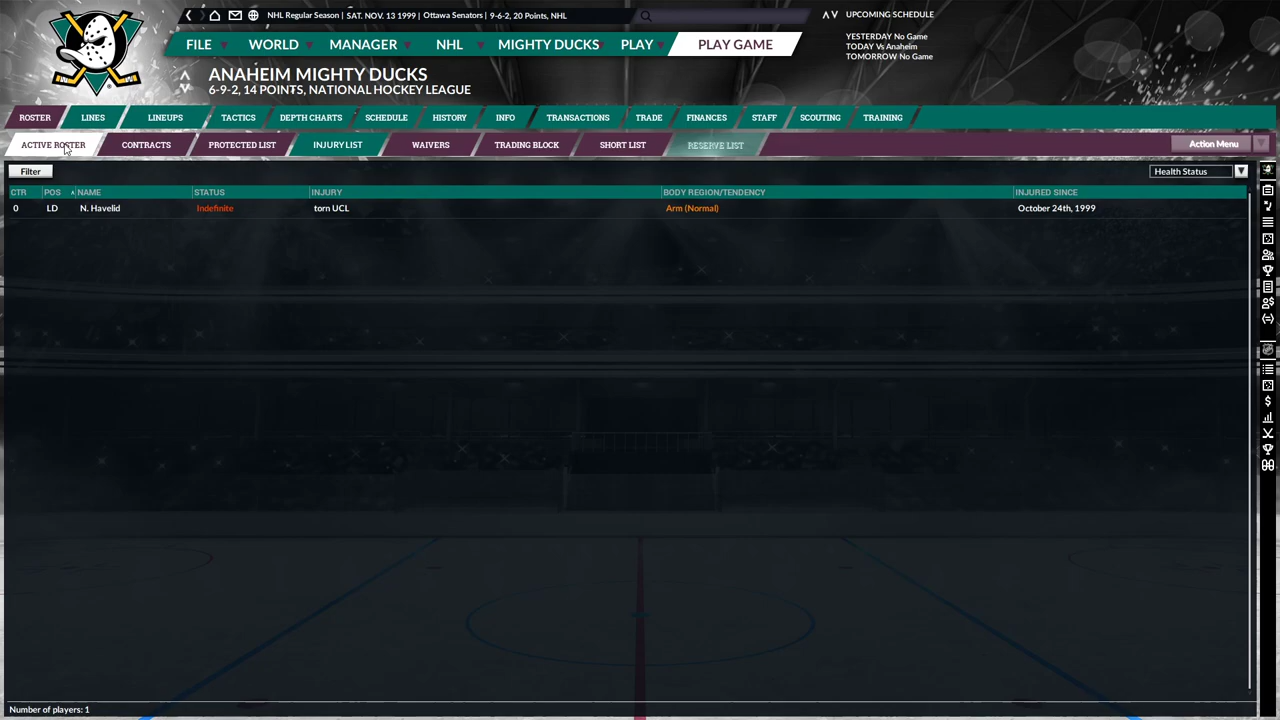 NHL Regular Season | SAT. NOV. 13 1999 | Ottawa Senators | 9-6-2, 20 Points, NHL
UPCOMING SCHEDULE
YESTERDAY No Game
TODAY Vs Anaheim
TOMORROW No Game
FILE WORLD MANAGER NHL MIGHTY DUCKS PLAY PLAY GAME
ANAHEIM MIGHTY DUCKS
6-9-2, 14 POINTS, NATIONAL HOCKEY LEAGUE
ROSTER LINES LINEUPS TACTICS DEPTH CHARTS SCHEDULE HISTORY INFO TRANSACTIONS TRADE FINANCES STAFF SCOUTING TRAINING
ACTIVE ROSTER CONTRACTS PROTECTED LIST INJURY LIST WAIVERS TRADING BLOCK SHORT LIST RESERVE LIST Action Menu
Filter Health Status
CTR POS NAME STATUS INJURY BODY REGION/TENDENCY INJURED SINCE
0 LD N. Havelid Indefinite torn UCL Arm (Normal) October 24th, 1999
Number of players: 1